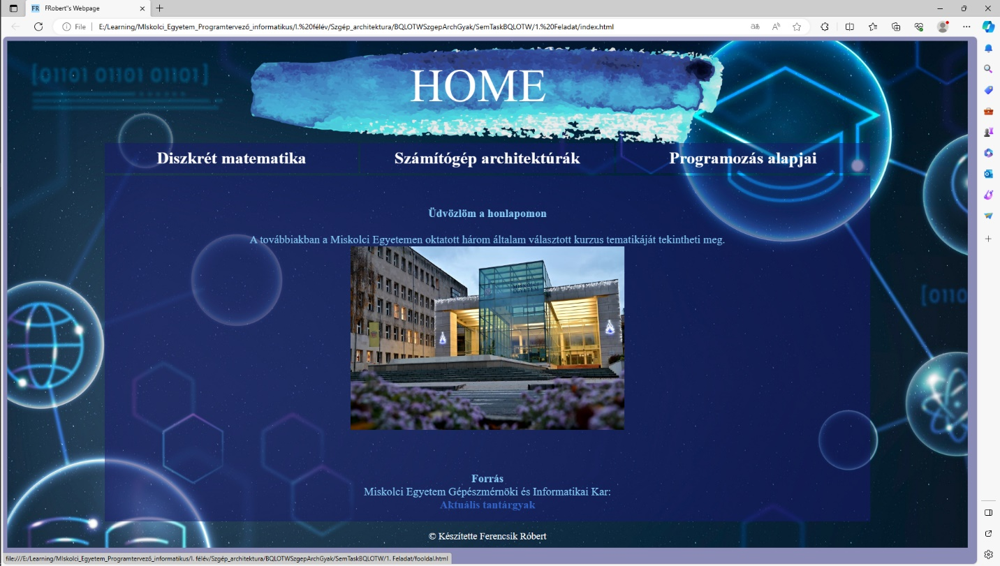 FR FRobert"s Webpage
File E:/Learning/MIskolci_Egyetem_Programtervező_informatikus/I.%20félév/Szgép_architektura/BQLOTWSzgepArchGyak/SemTaskBQLOTW/1.%20Feladat/index.html
[01101 01101 01101]
HOME
Diszkrét matematika Számítógép architektúrák Programozás alapjai
Üdvözlöm a honlapomon
A továbbiakban a Miskolci Egyetemen oktatott három általam választott kurzus tematikáját tekintheti meg.
[0110
Forrás
Miskolci Egyetem Gépészmérnöki és Informatikai Kar:
Aktuális tantárgyak
© Készítette Ferencsik Róbert
file:///E:/Learning/MIskolci_Egyetem_Programtervező_informatikus/I. félév/Szgép_architektura/BQLOTWSzgepArchGyak/SemTaskBQLOTW/1. Feladat/fooldal.html